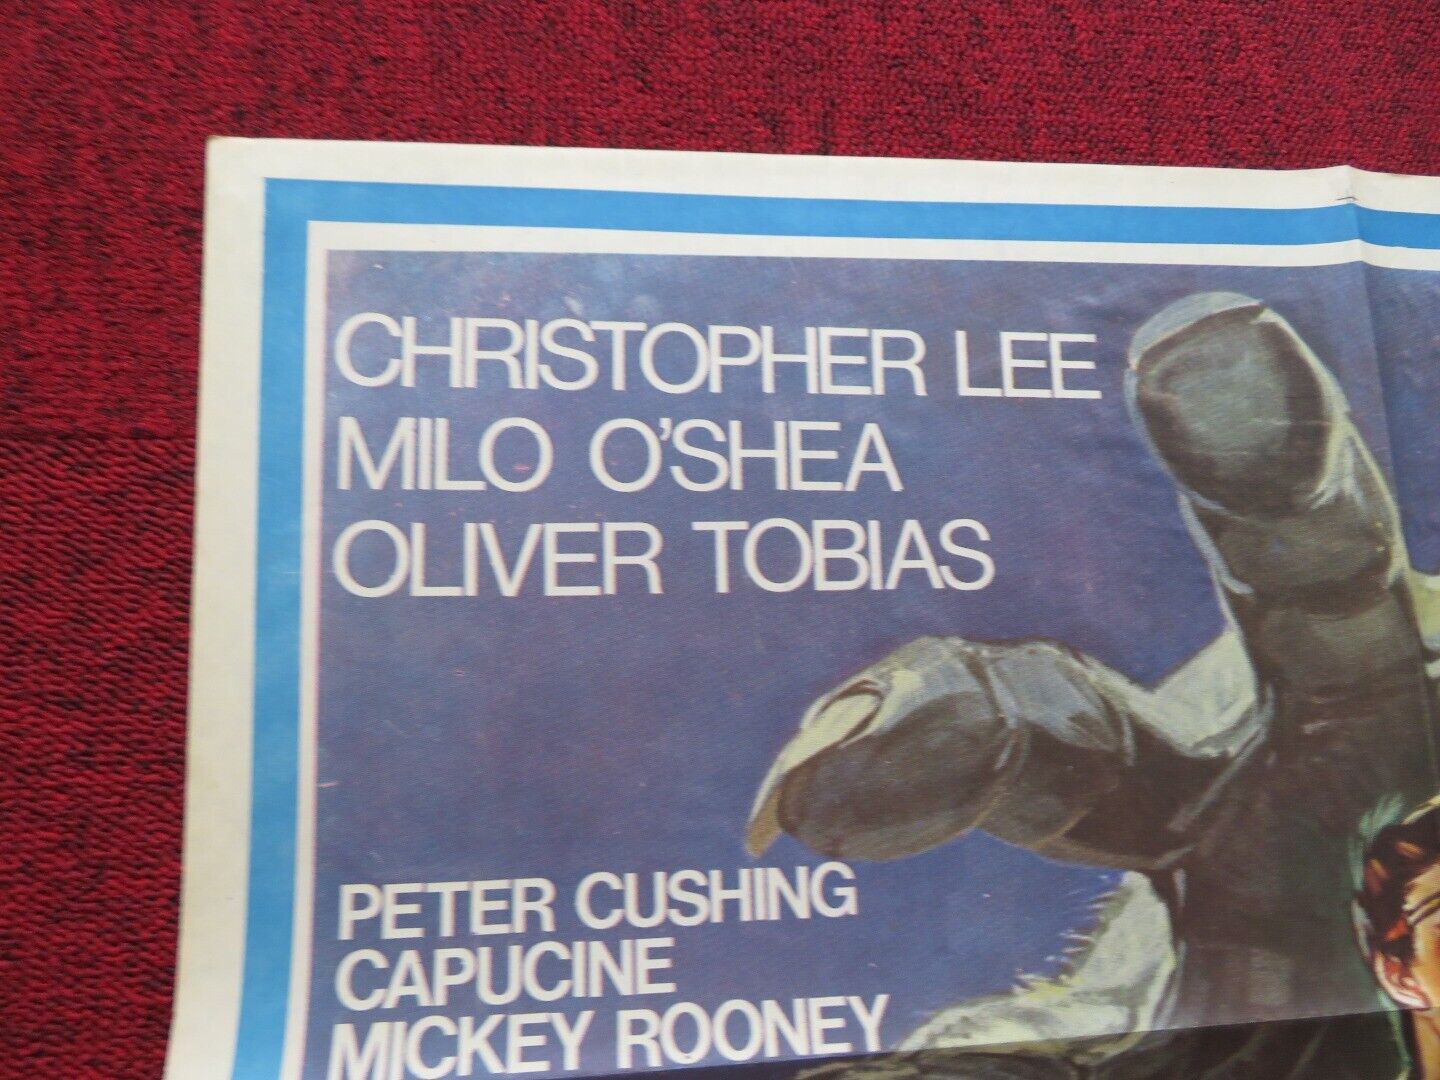 CHRISTOPHER LEE
MILO O'SHEA
OLIVER TOBIAS
PETER CUSHING
CAPUCINE
MICKEY ROONEY